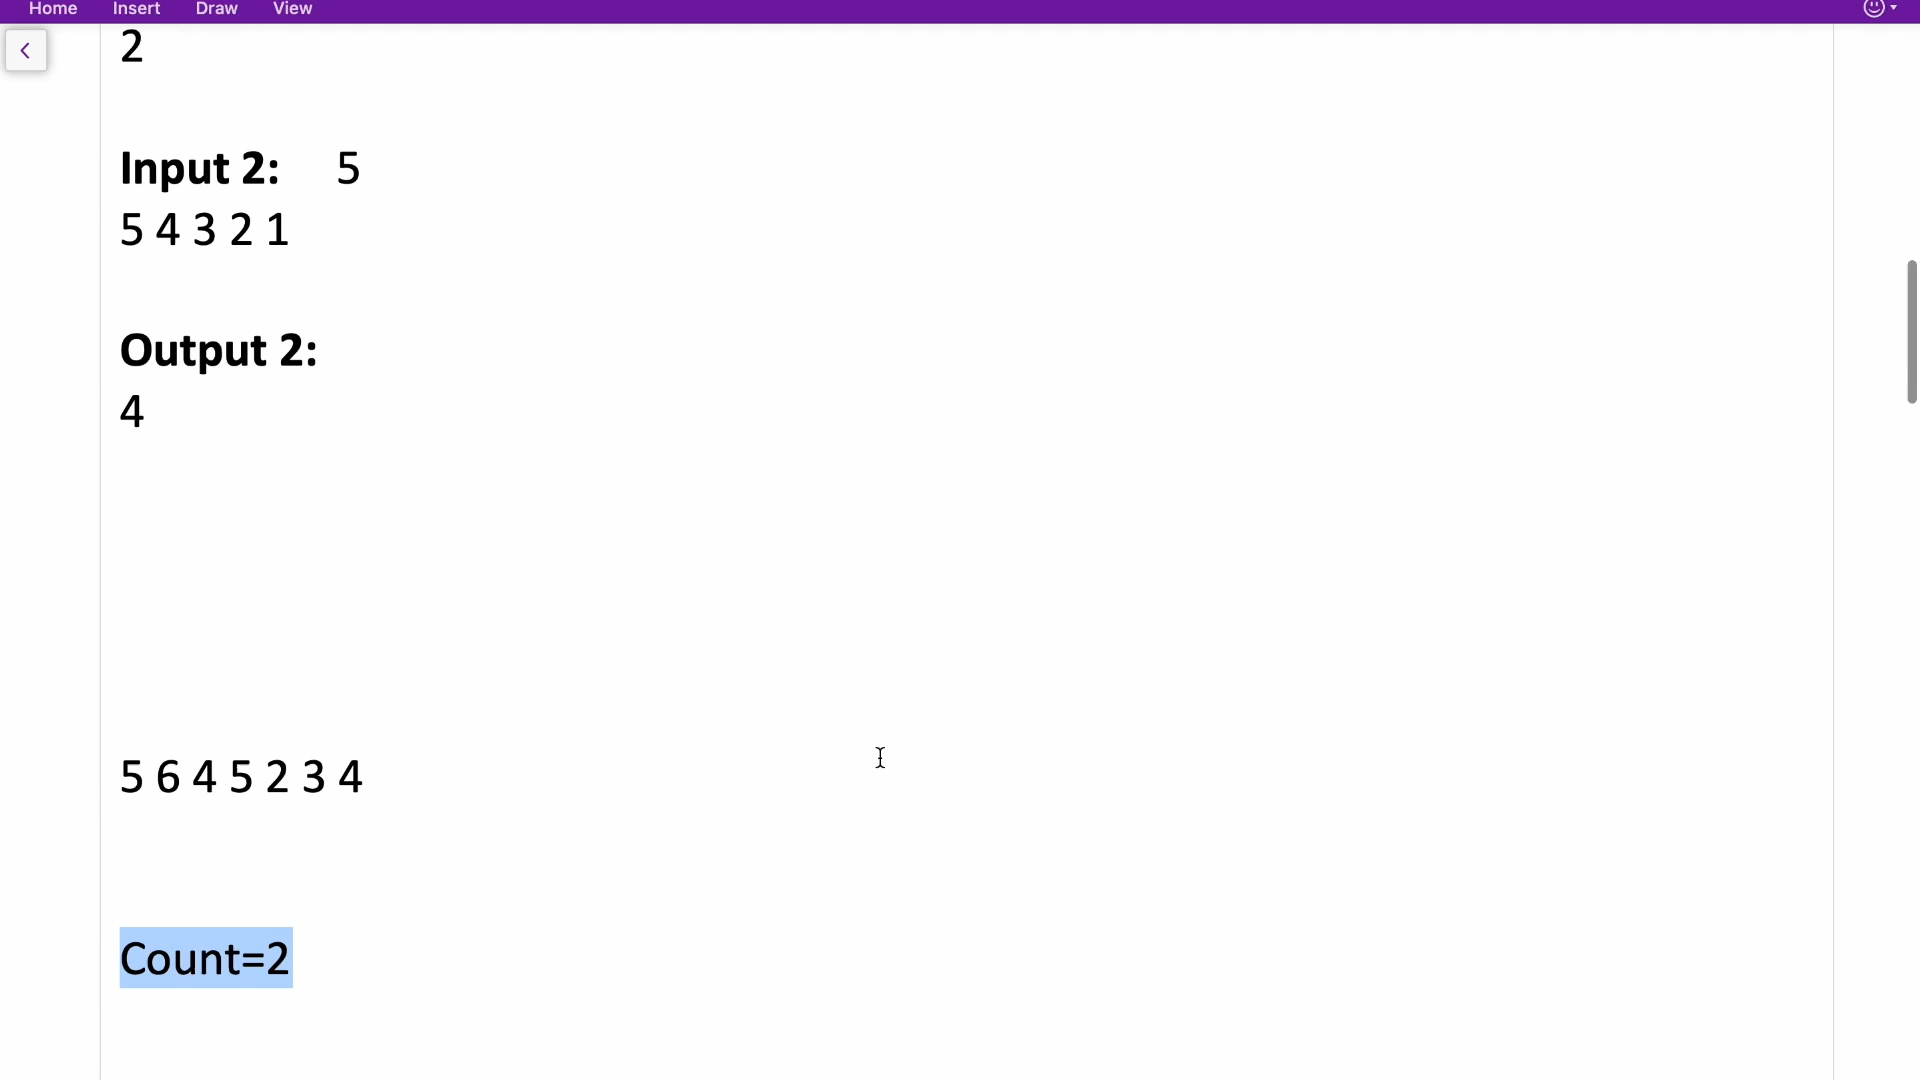 Home Insert Draw View
2
Input 2: 5
5 4 3 2 1
Output 2:
4
5 6 4 5 2 3 4
Count=2